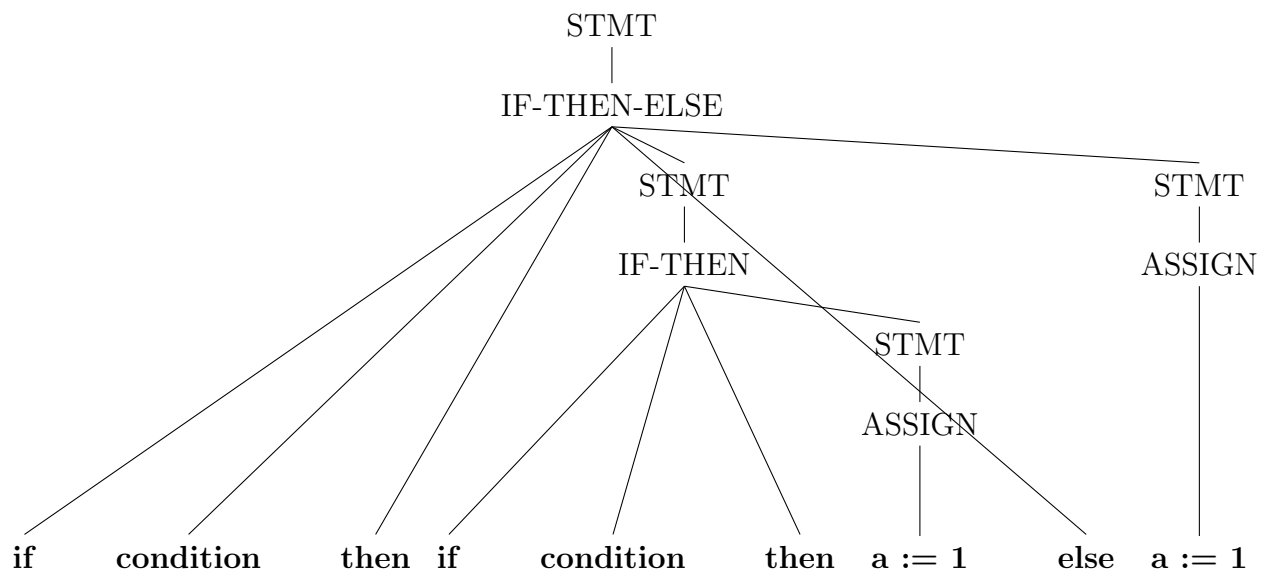 STMT
IF-THEN-ELSE
STMT STMT
IF-THEN ASSIGN
STMT
ASSIGN
if condition then if condition then a := 1 else a := 1